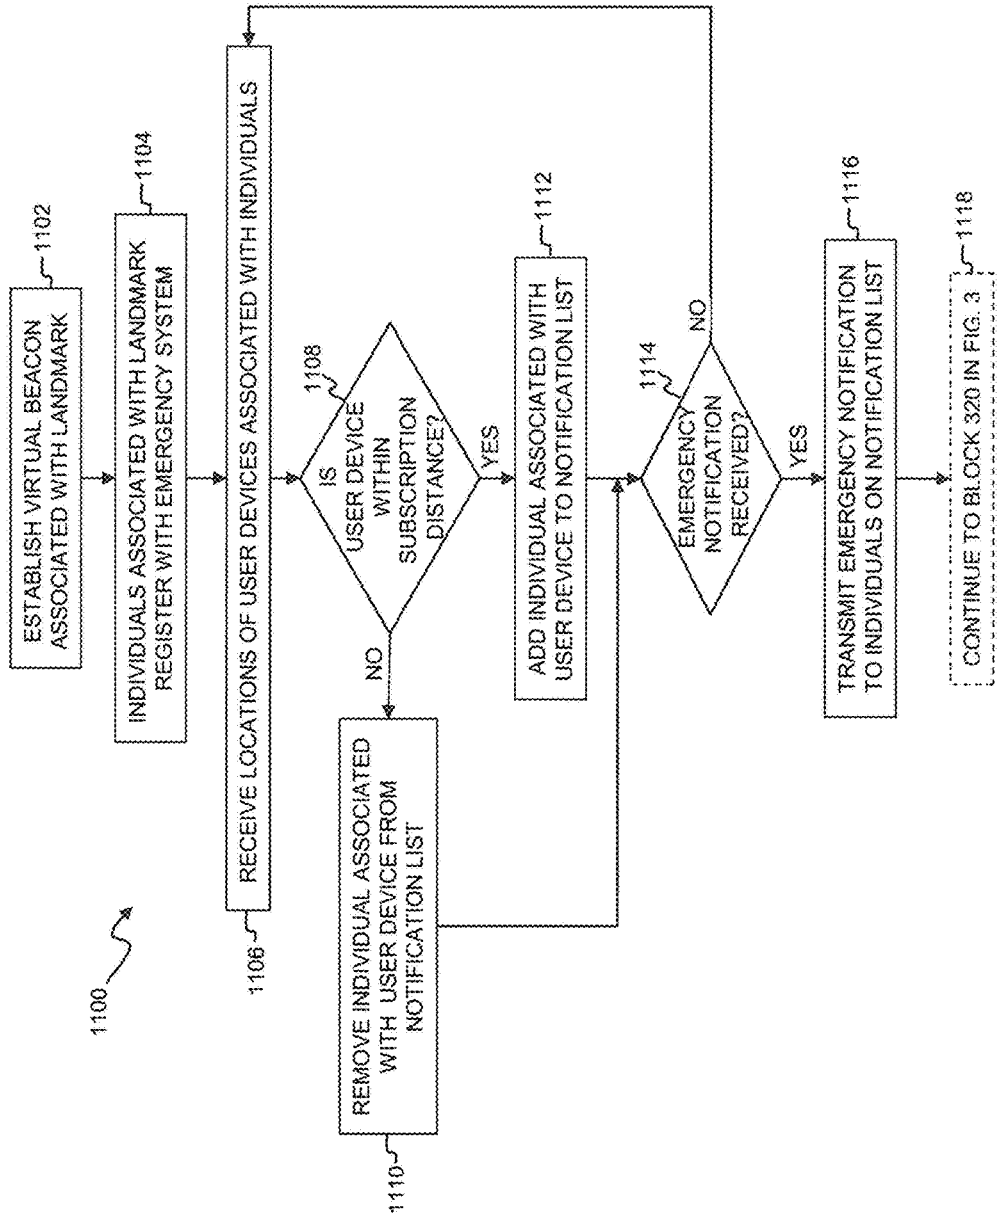 1100
ESTABLISH VIRTUAL BEACON
ASSOCIATED WITH LANDMARK
1102
INDIVIDUALS ASSOCIATED WITH LANDMARK
REGISTER WITH EMERGENCY SYSTEM
1104
RECEIVE LOCATIONS OF USER DEVICES ASSOCIATED WITH INDIVIDUALS
1106
IS
USER DEVICE
WITHIN
SUBSCRIPTION
DISTANCE?
1108
NO
YES
REMOVE INDIVIDUAL ASSOCIATED
WITH USER DEVICE FROM
NOTIFICATION LIST
1110
ADD INDIVIDUAL ASSOCIATED WITH
USER DEVICE TO NOTIFICATION LIST
1112
EMERGENCY
NOTIFICATION
RECEIVED?
1114
NO
YES
TRANSMIT EMERGENCY NOTIFICATION
TO INDIVIDUALS ON NOTIFICATION LIST
1116
CONTINUE TO BLOCK 320 IN FIG. 3
1118